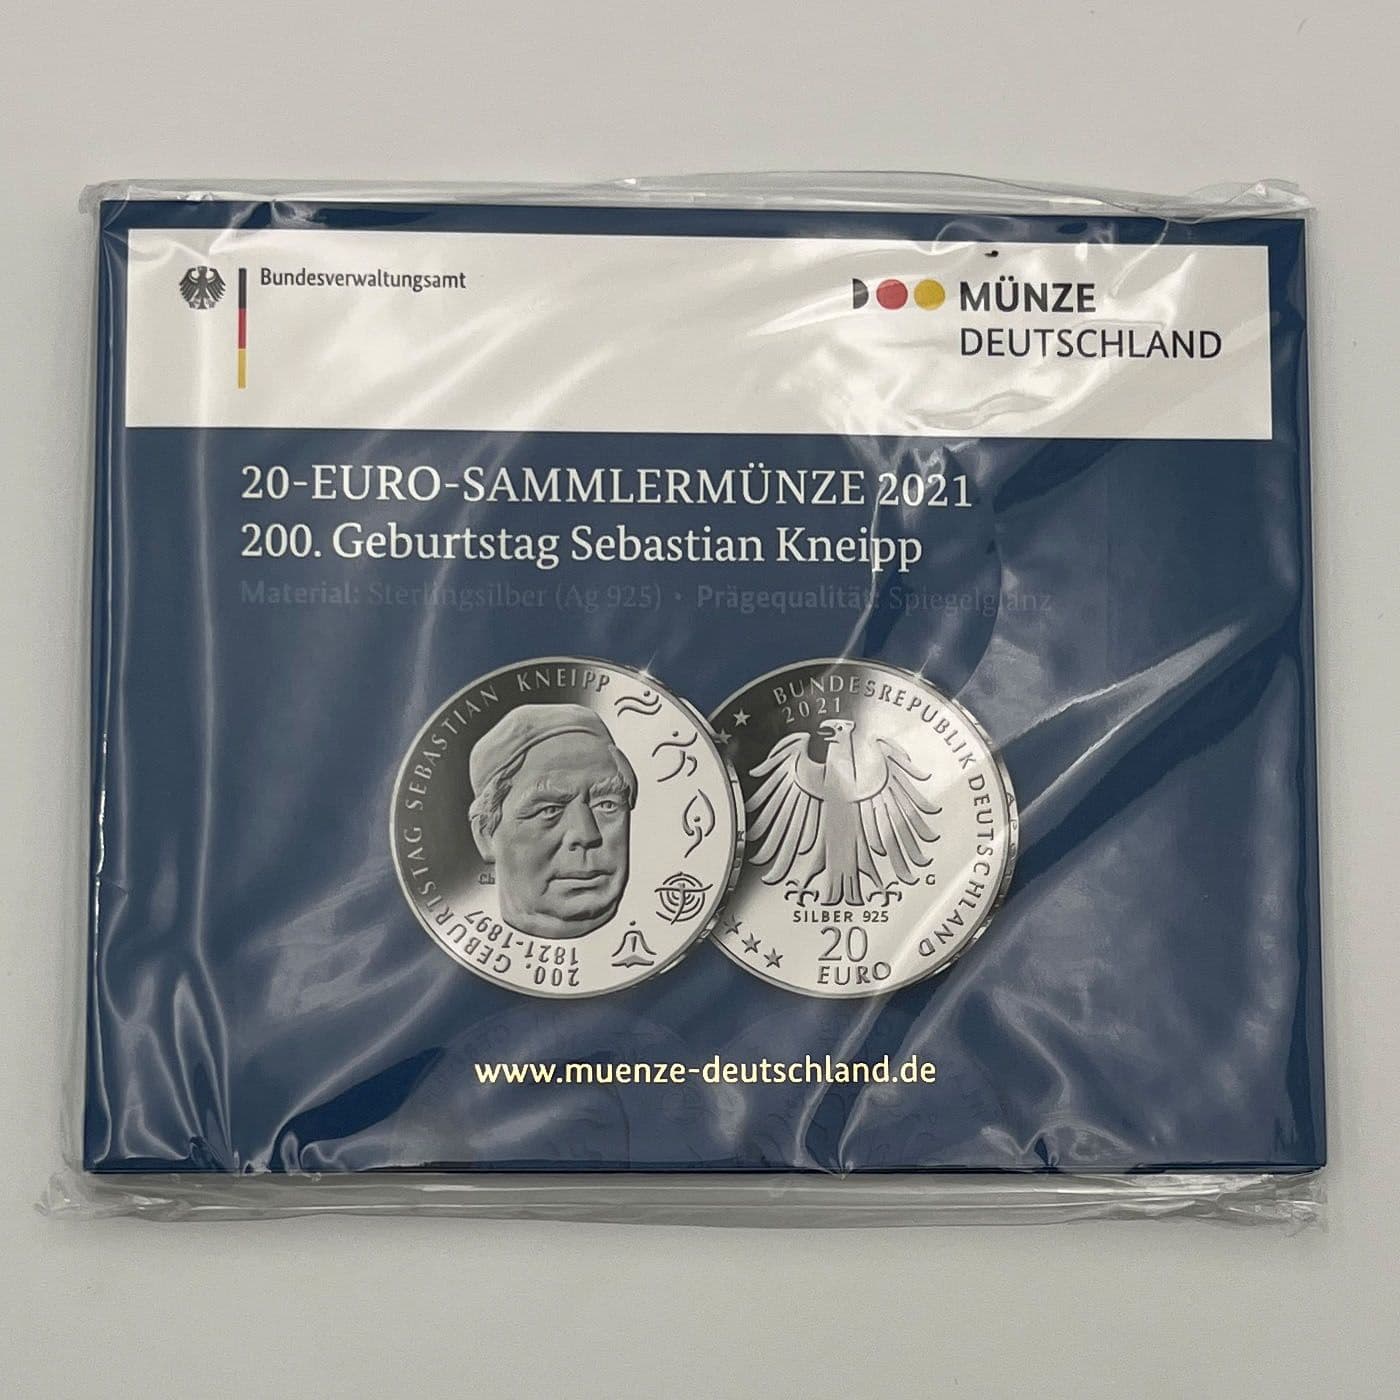 Bundesverwaltungsamt
MÜNZE
DEUTSCHLAND
20-EURO-SAMMLERMÜNZE 2021
200. Geburtstag Sebastian Kneipp
Material: Sterlingsilber (Ag 925) • Prägequalität: Spiegelglanz
200. GEBURTSTAG SEBASTIAN KNEIPP
1821-1897
Ch
BUNDESREPUBLIK DEUTSCHLAND
2021
G
SILBER 925
20
EURO
www.muenze-deutschland.de